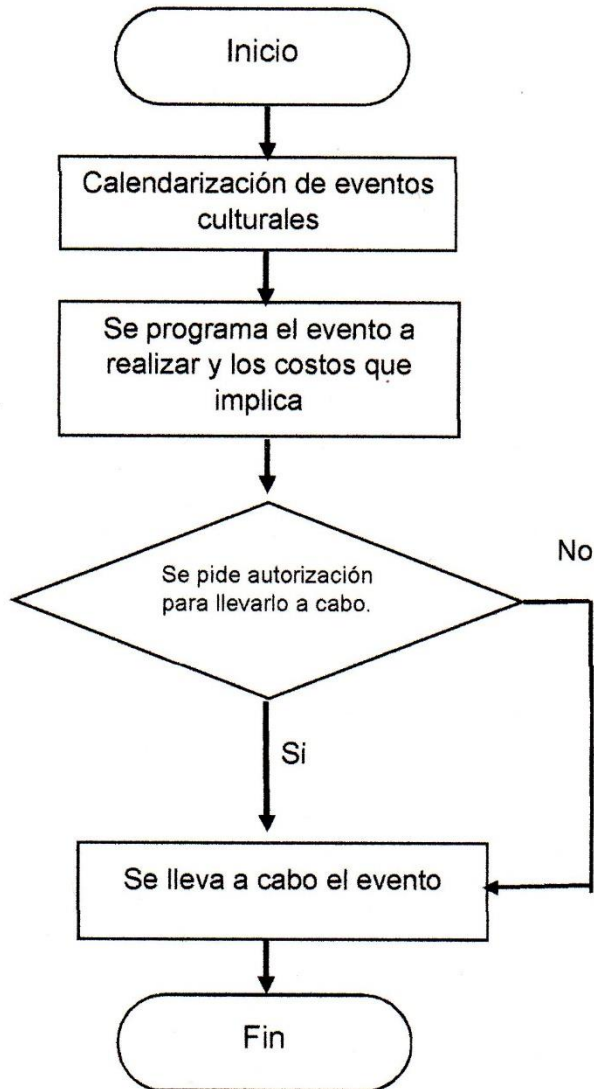 Inicio
Calendarización de eventos
culturales
Se programa el evento a
realizar y los costos que
implica
Se pide autorización
para llevarlo a cabo.
No
Si
Se lleva a cabo el evento
Fin